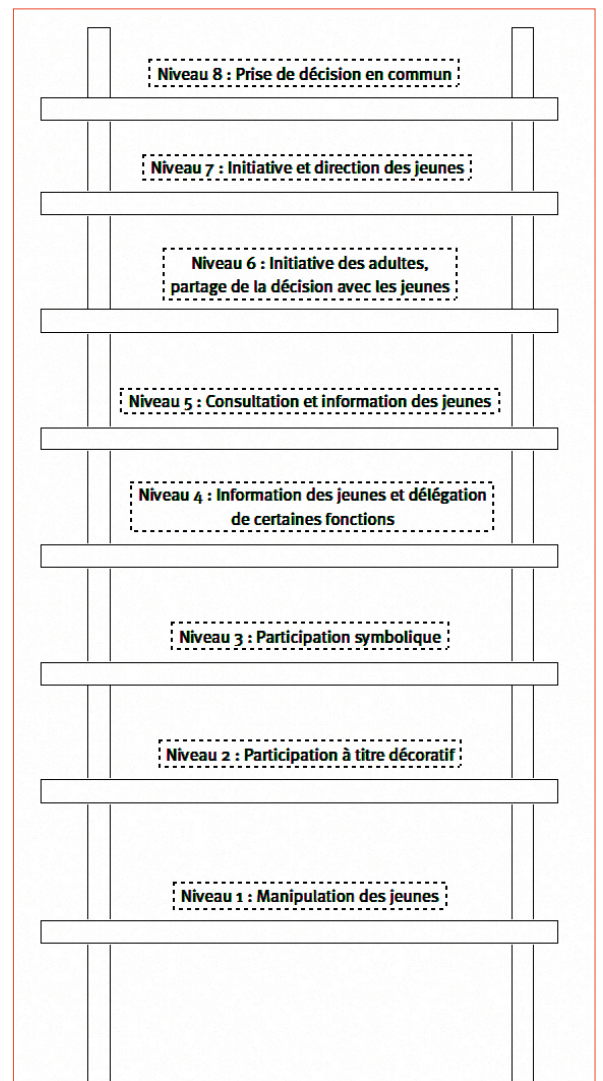 Niveau 8 : Prise de décision en commun
Niveau 7 : Initiative et direction des jeunes
Niveau 6 : Initiative des adultes,
partage de la décision avec les jeunes
Niveau 5 : Consultation et information des jeunes
Niveau 4 : Information des jeunes et délégation
de certaines fonctions
Niveau 3 : Participation symbolique
Niveau 2 : Participation à titre décoratif
Niveau 1 : Manipulation des jeunes